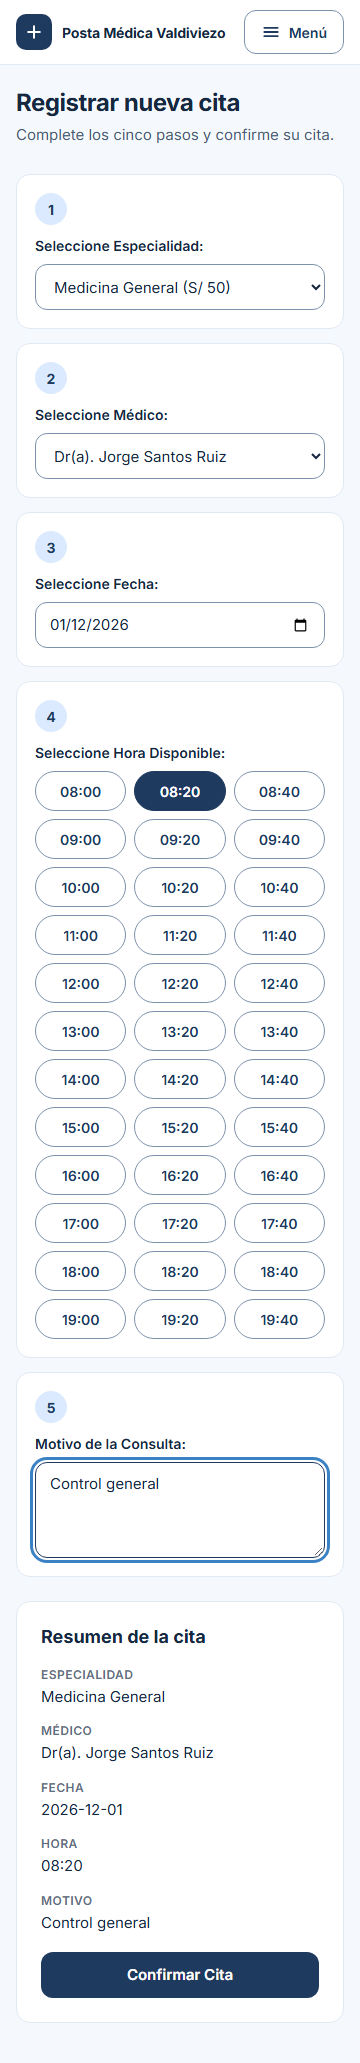 Posta Médica Valdiviezo
Menú
Registrar nueva cita
Complete los cinco pasos y confirme su cita.
1
Seleccione Especialidad:
Medicina General (S/ 50)
2
Seleccione Médico:
Dr(a). Jorge Santos Ruiz
3
Seleccione Fecha:
01/12/2026
4
Seleccione Hora Disponible:
08:00 08:20 08:40
09:00 09:20 09:40
10:00 10:20 10:40
11:00 11:20 11:40
12:00 12:20 12:40
13:00 13:20 13:40
14:00 14:20 14:40
15:00 15:20 15:40
16:00 16:20 16:40
17:00 17:20 17:40
18:00 18:20 18:40
19:00 19:20 19:40
5
Motivo de la Consulta:
Control general
Resumen de la cita
ESPECIALIDAD
Medicina General
MÉDICO
Dr(a). Jorge Santos Ruiz
FECHA
2026-12-01
HORA
08:20
MOTIVO
Control general
Confirmar Cita